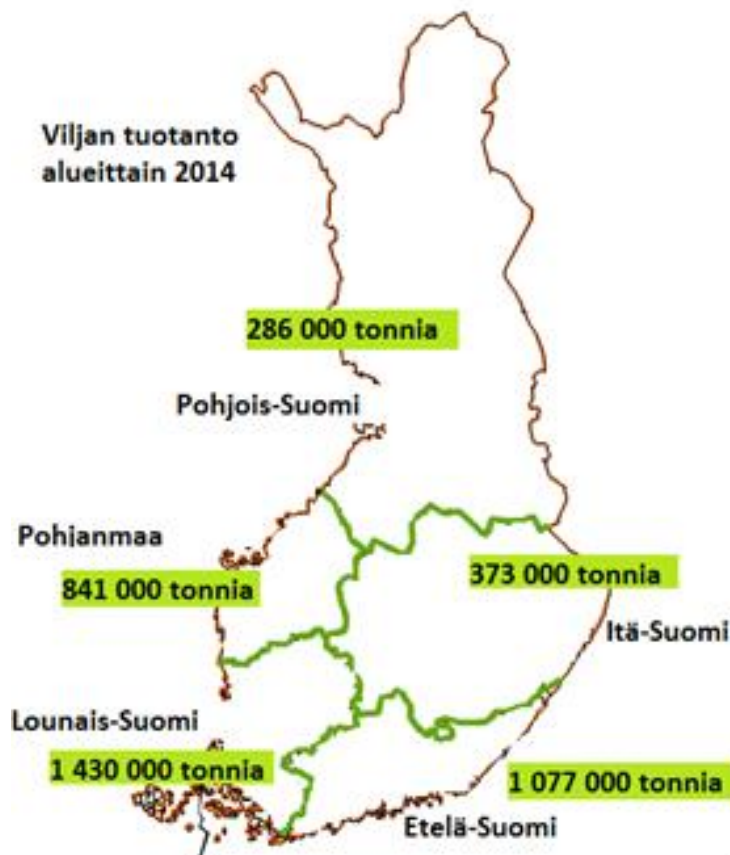 Viljan tuotanto
alueittain 2014
286 000 tonnia
Pohjois-Suomi
Pohjanmaa
841 000 tonnia
373 000 tonnia
Itä-Suomi
Lounais-Suomi
1 430 000 tonnia
1 077 000 tonnia
Etelä-Suomi